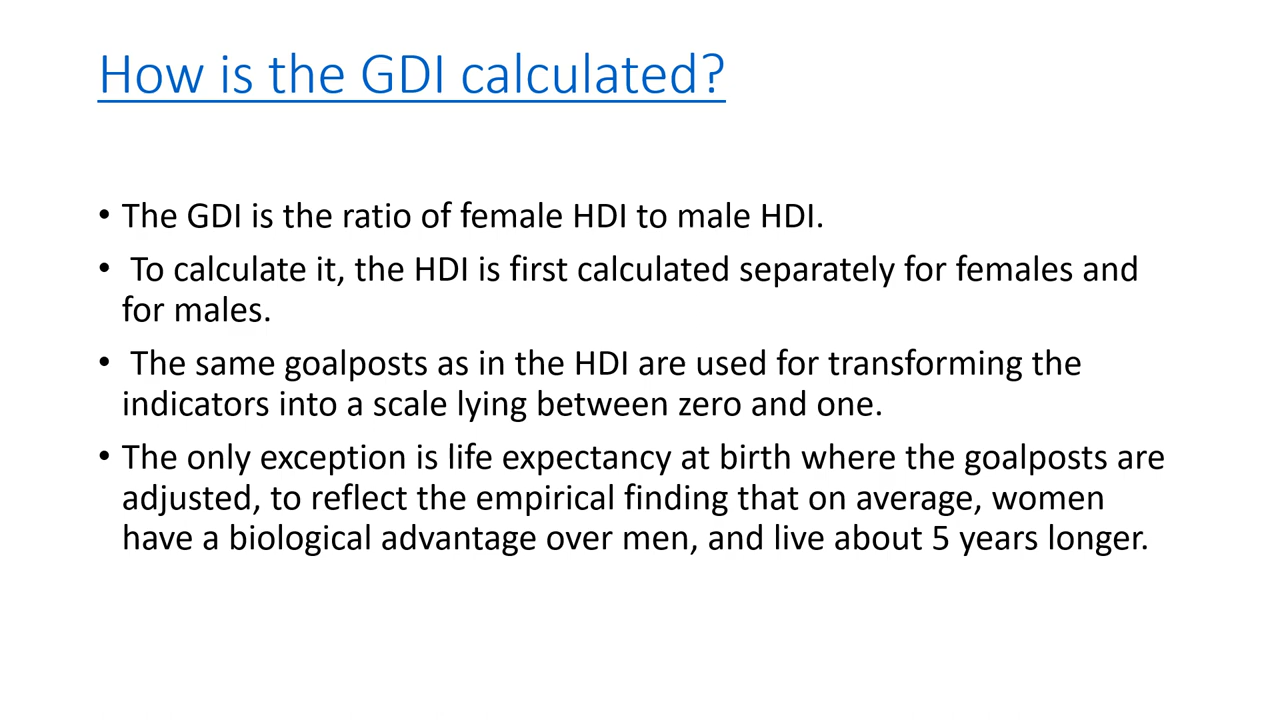 How is the GDI calculated?
• The GDI is the ratio of female HDI to male HDI.
• To calculate it, the HDI is first calculated separately for females and
for males.
• The same goalposts as in the HDI are used for transforming the
indicators into a scale lying between zero and one.
• The only exception is life expectancy at birth where the goalposts are
adjusted, to reflect the empirical finding that on average, women
have a biological advantage over men, and live about 5 years longer.